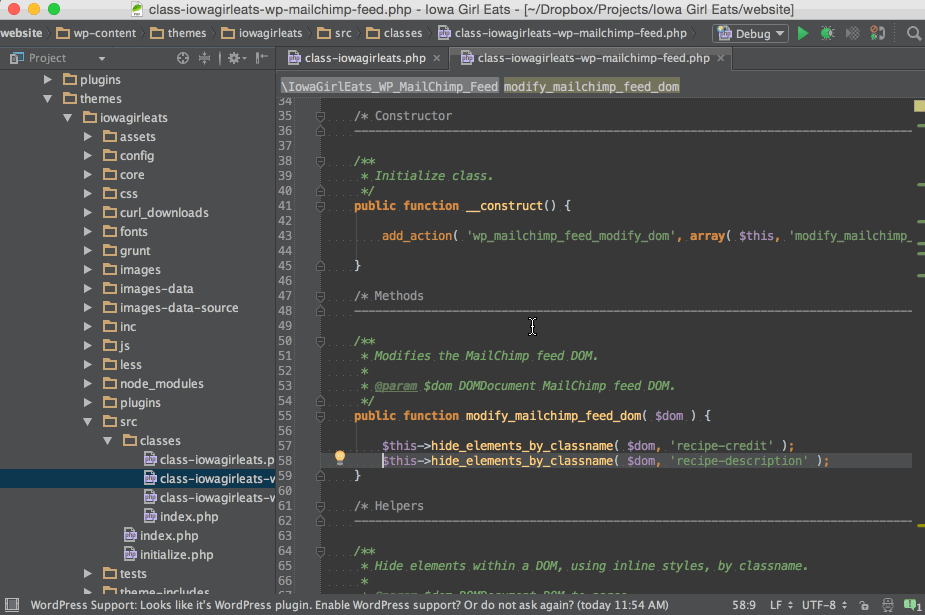 class-iowagirleats-wp-mailchimp-feed.php - Iowa Girl Eats - [~/Dropbox/Projects/Iowa Girl Eats/website]
website wp-content themes iowagirleats src classes class-iowagirleats-wp-mailchimp-feed.php Debug
Project class-iowagirleats.php class-iowagirleats-wp-mailchimp-feed.php
\IowaGirlEats_WP_MailChimp_Feed modify_mailchimp_feed_dom
plugins
themes
iowagirleats
assets
config
core
css
curl_downloads
fonts
grunt
images
images-data
images-data-source
inc
js
less
node_modules
plugins
src
classes
class-iowagirleats.p
class-iowagirleats-w
class-iowagirleats-w
index.php
index.php
initialize.php
tests
theme-includes
34
35 /* Constructor
36
37
38 /**
39 * Initialize class.
40 */
41 public function __construct() {
42
43 add_action( 'wp_mailchimp_feed_modify_dom', array( $this, 'modify_mailchimp_
44
45 }
46
47 /* Methods
48
49
50 /**
51 * Modifies the MailChimp feed DOM.
52 *
53 * @param $dom DOMDocument MailChimp feed DOM.
54 */
55 public function modify_mailchimp_feed_dom( $dom ) {
56
57 $this->hide_elements_by_classname( $dom, 'recipe-credit' );
58 $this->hide_elements_by_classname( $dom, 'recipe-description' );
59 }
60
61 /* Helpers
62
63
64 /**
65 * Hide elements within a DOM, using inline styles, by classname.
66 *
WordPress Support: Looks like it's WordPress plugin. Enable WordPress support? Or do not ask again? (today 11:54 AM) 58:9 LF UTF-8 1